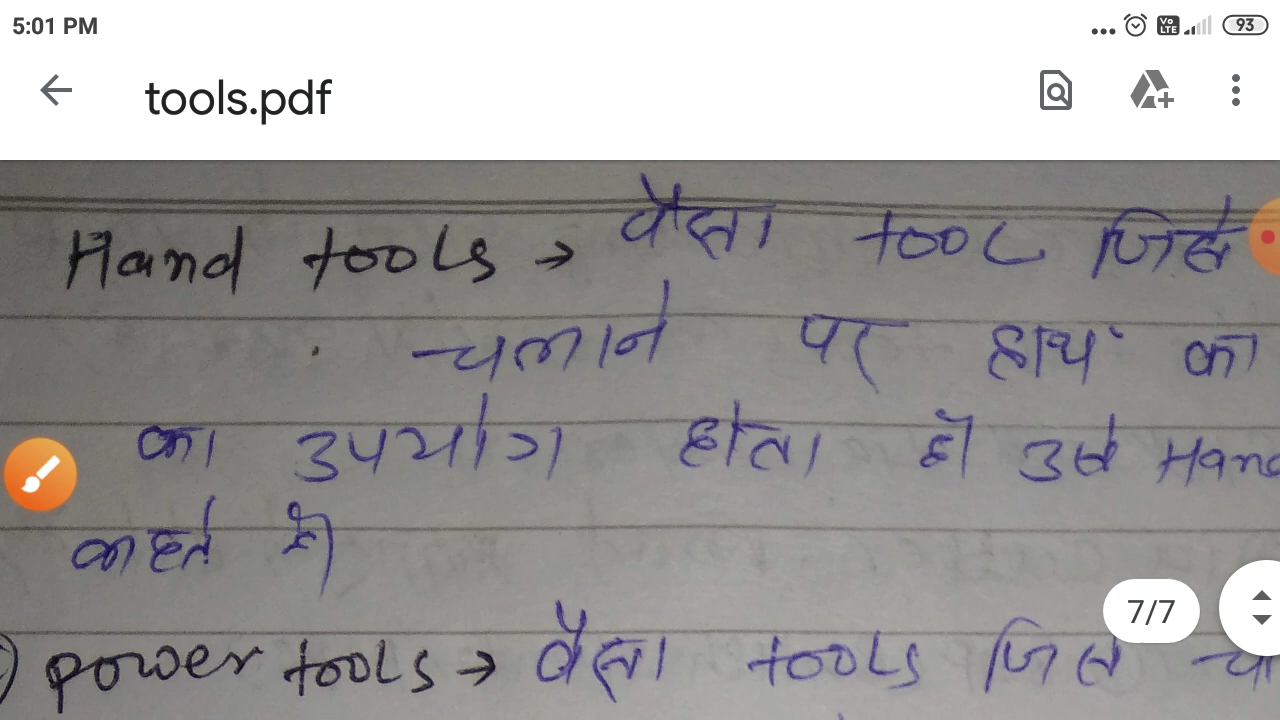 5:01 PM
VoLTE 93
tools.pdf
Hand tools → वैसा tool जिसे
चलाने पर हाथ का
का उपयोग होता है उसे Hand
कहते है
power tools → वैसा tools जिसे
7/7